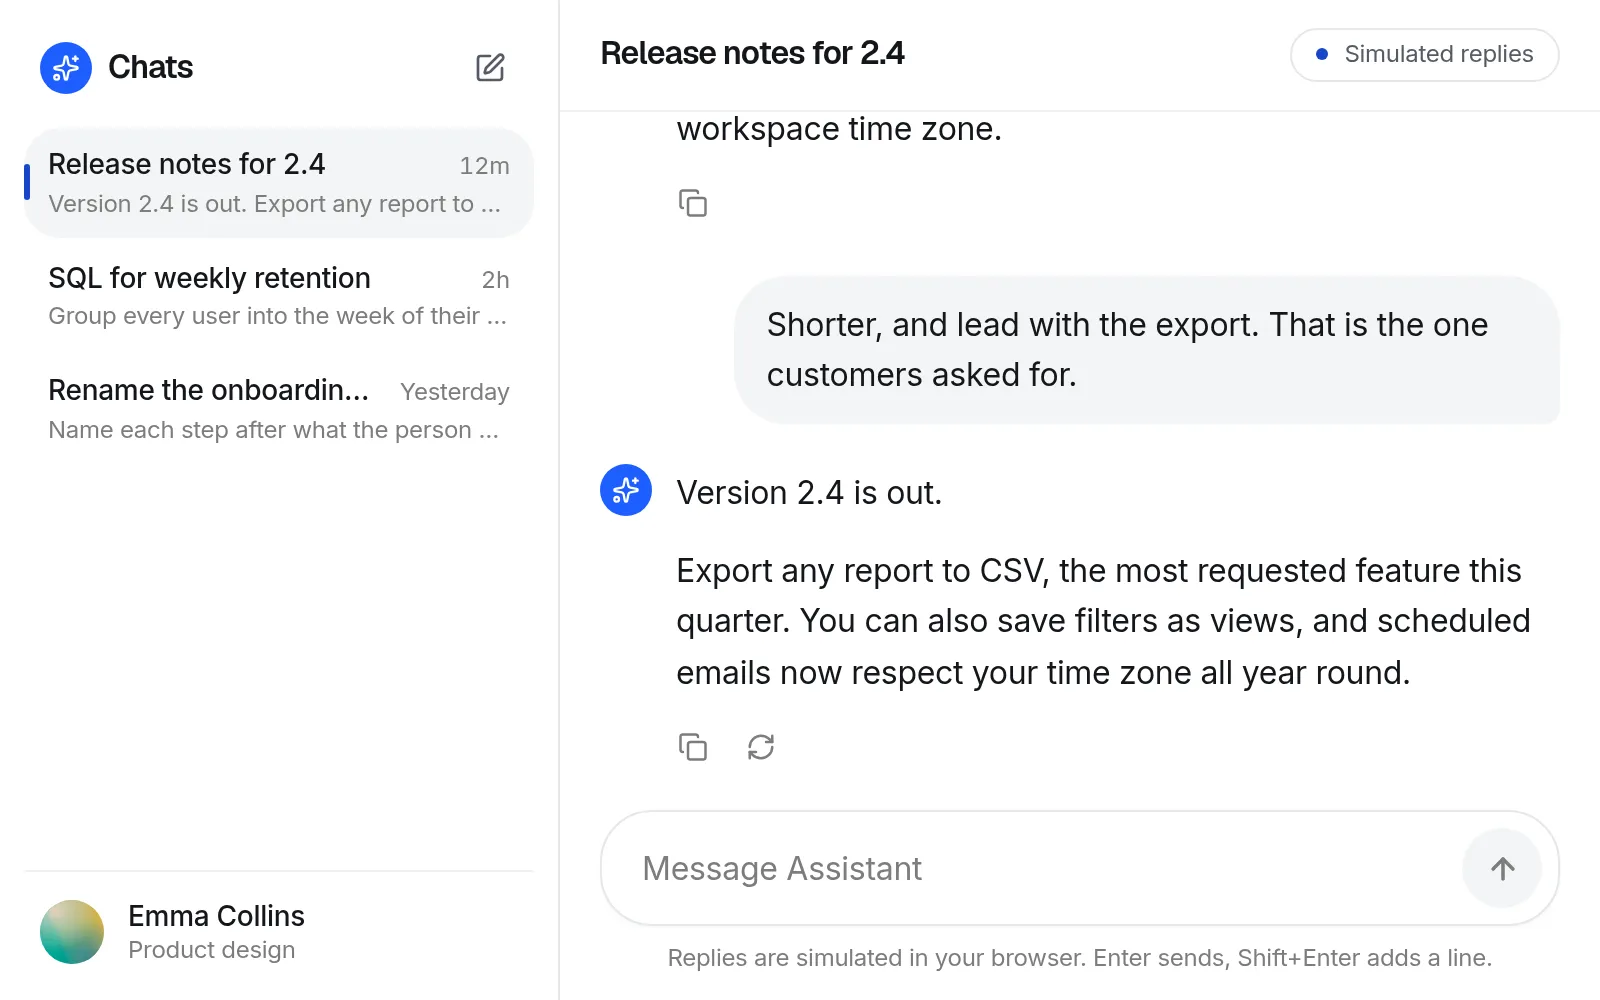 Chats
Release notes for 2.4
12m
Version 2.4 is out. Export any report to ...
SQL for weekly retention
2h
Group every user into the week of their ...
Rename the onboardin...
Yesterday
Name each step after what the person ...
Emma Collins
Product design
Release notes for 2.4
Simulated replies
workspace time zone.
Shorter, and lead with the export. That is the one
customers asked for.
Version 2.4 is out.
Export any report to CSV, the most requested feature this
quarter. You can also save filters as views, and scheduled
emails now respect your time zone all year round.
Message Assistant
Replies are simulated in your browser. Enter sends, Shift+Enter adds a line.